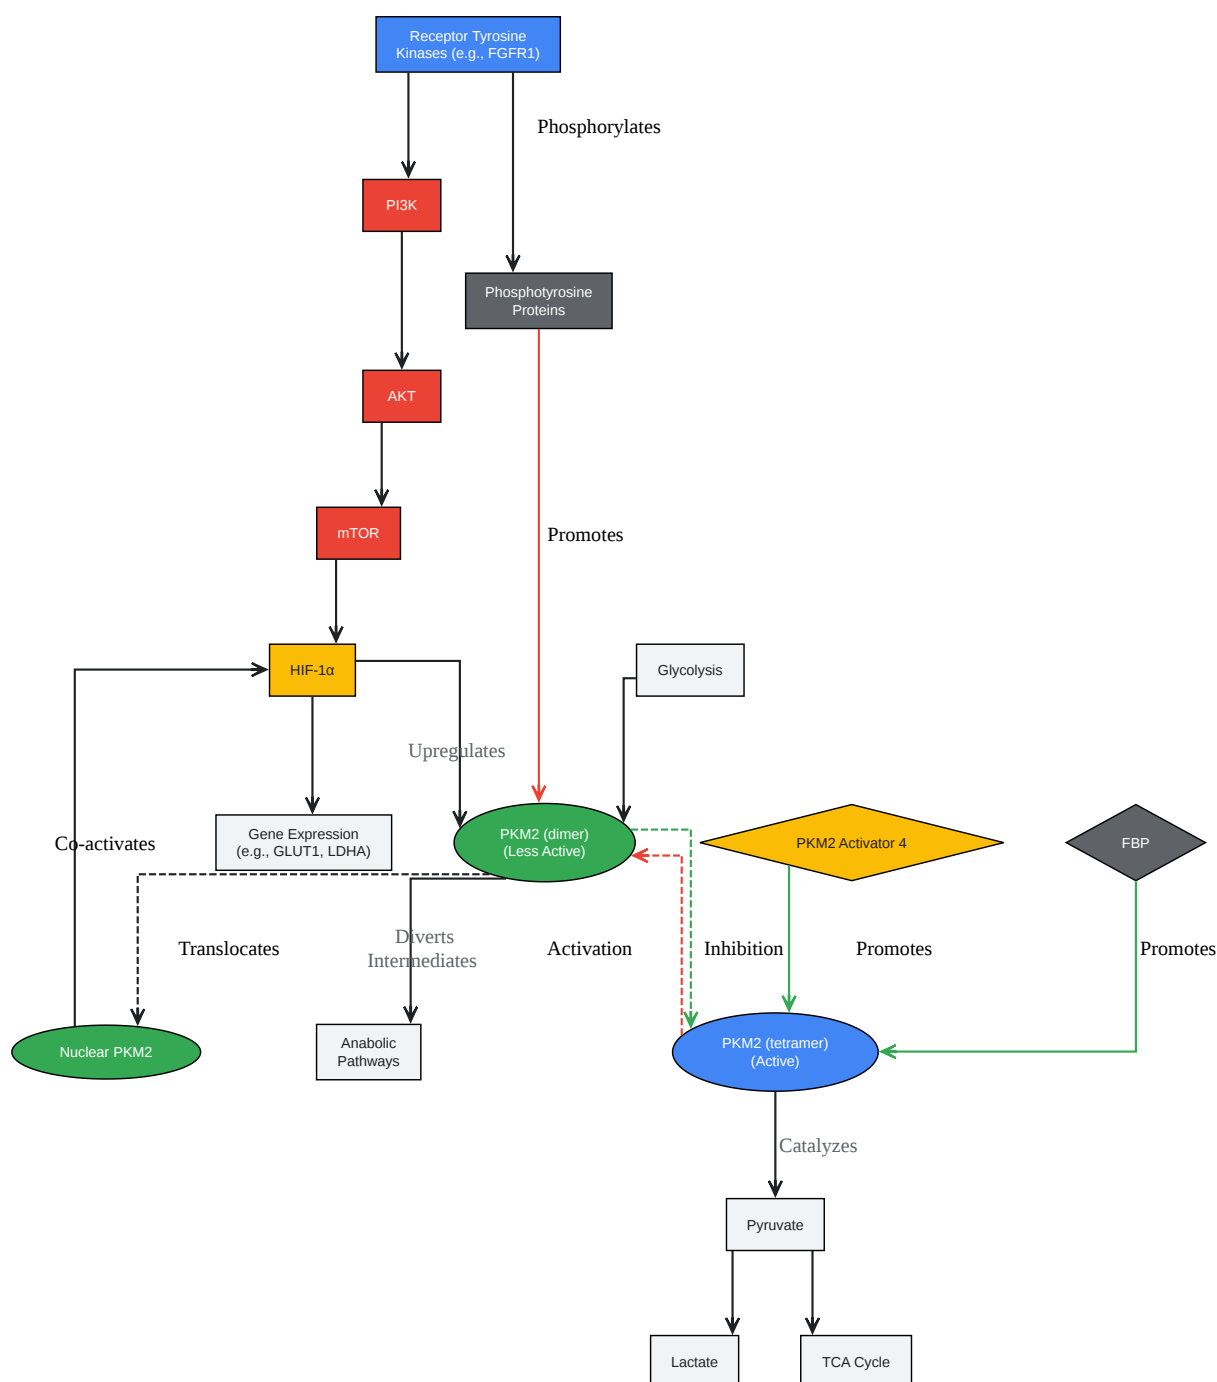 Receptor Tyrosine
Kinases (e.g., FGFR1)
Phosphorylates
PI3K
Phosphotyrosine
Proteins
AKT
mTOR
Promotes
HIF-1α
Glycolysis
Upregulates
Gene Expression
(e.g., GLUT1, LDHA)
Co-activates
PKM2 (dimer)
(Less Active)
PKM2 Activator 4
FBP
Translocates
Diverts
Intermediates
Activation
Inhibition
Promotes
Promotes
Nuclear PKM2
Anabolic
Pathways
PKM2 (tetramer)
(Active)
Catalyzes
Pyruvate
Lactate
TCA Cycle